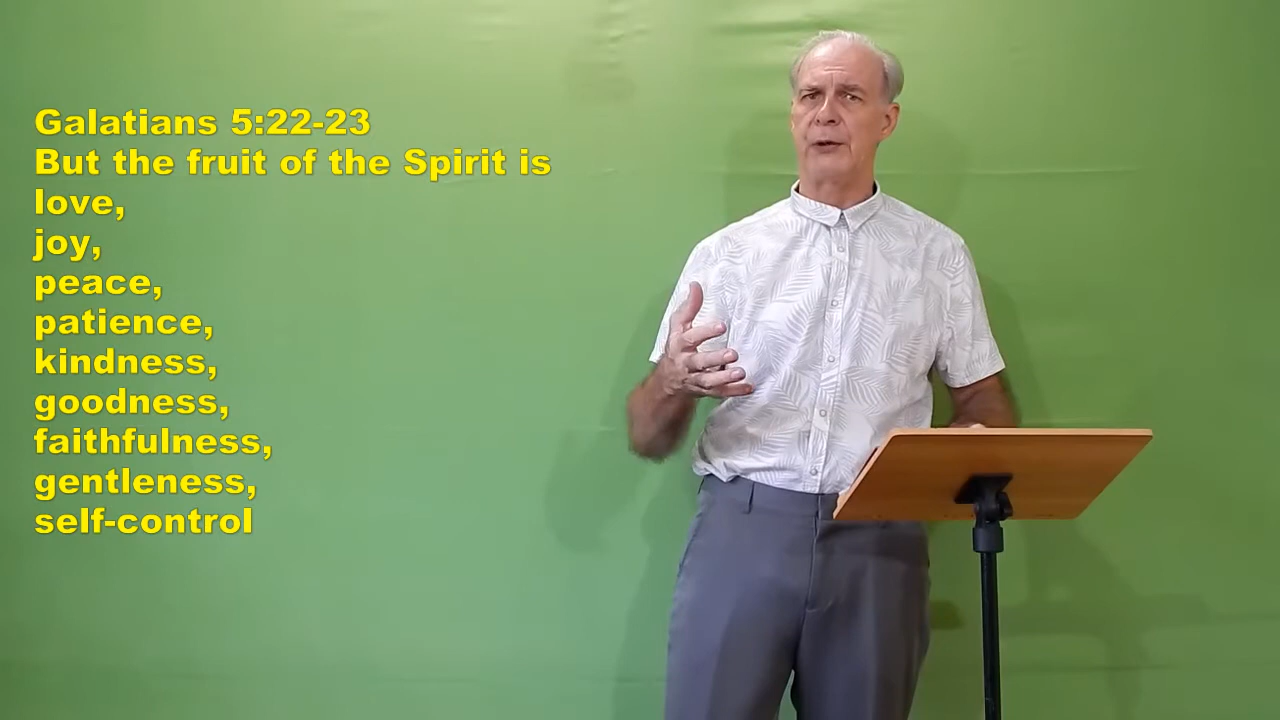 Galatians 5:22-23
But the fruit of the Spirit is
love,
joy,
peace,
patience,
kindness,
goodness,
faithfulness,
gentleness,
self-control